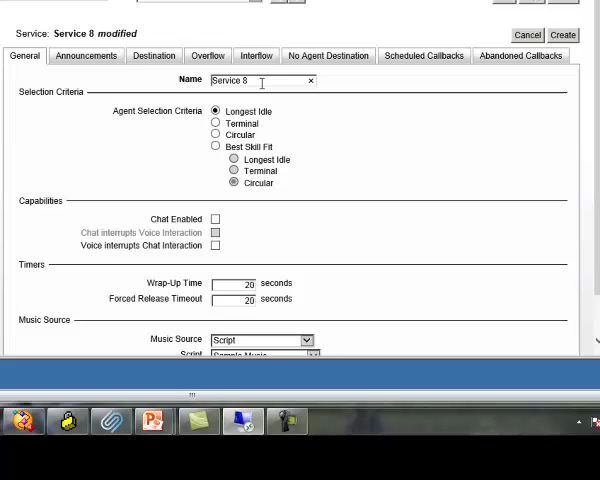 Service: Service 8 modified
Cancel Create
General Announcements Destination Overflow Interflow No Agent Destination Scheduled Callbacks Abandoned Callbacks
Name Service 8 ×
Selection Criteria
Agent Selection Criteria Longest Idle
Terminal
Circular
Best Skill Fit
Longest Idle
Terminal
Circular
Capabilities
Chat Enabled
Chat interrupts Voice Interaction
Voice interrupts Chat Interaction
Timers
Wrap-Up Time 20 seconds
Forced Release Timeout 20 seconds
Music Source
Music Source Script
Script Sample Music